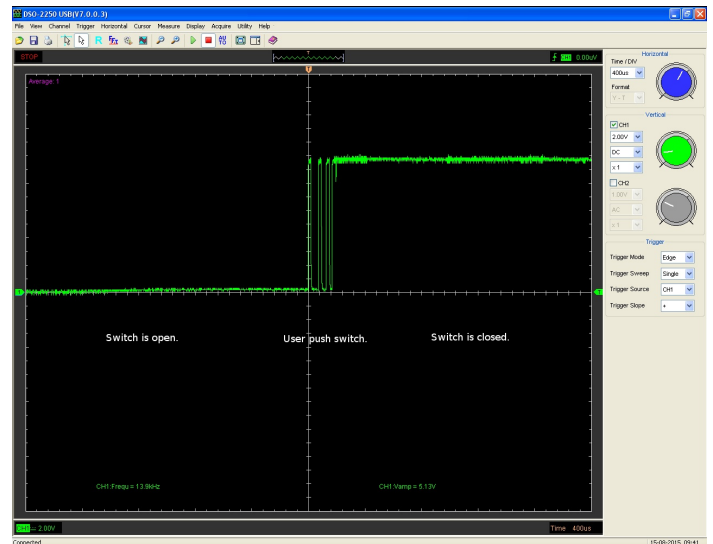 DSO-2250 USB(V7.0.0.3)
File View Channel Trigger Horizontal Cursor Measure Display Acquire Utility Help
STOP
T
CH1 0.00uV
Average: 1
T
1
1
Switch is open.
User push switch.
Switch is closed.
CH1:Frequ = 13.9kHz
CH1:Vamp = 5.13V
CH1= 2.00V
Time 400us
Connected
15-08-2015 09:41
Horizontal
Time / DIV
400us
Format
Y - T
Vertical
CH1
2.00V
DC
x 1
CH2
1.00V
AC
x 1
Trigger
Trigger Mode Edge
Trigger Sweep Single
Trigger Source CH1
Trigger Slope +